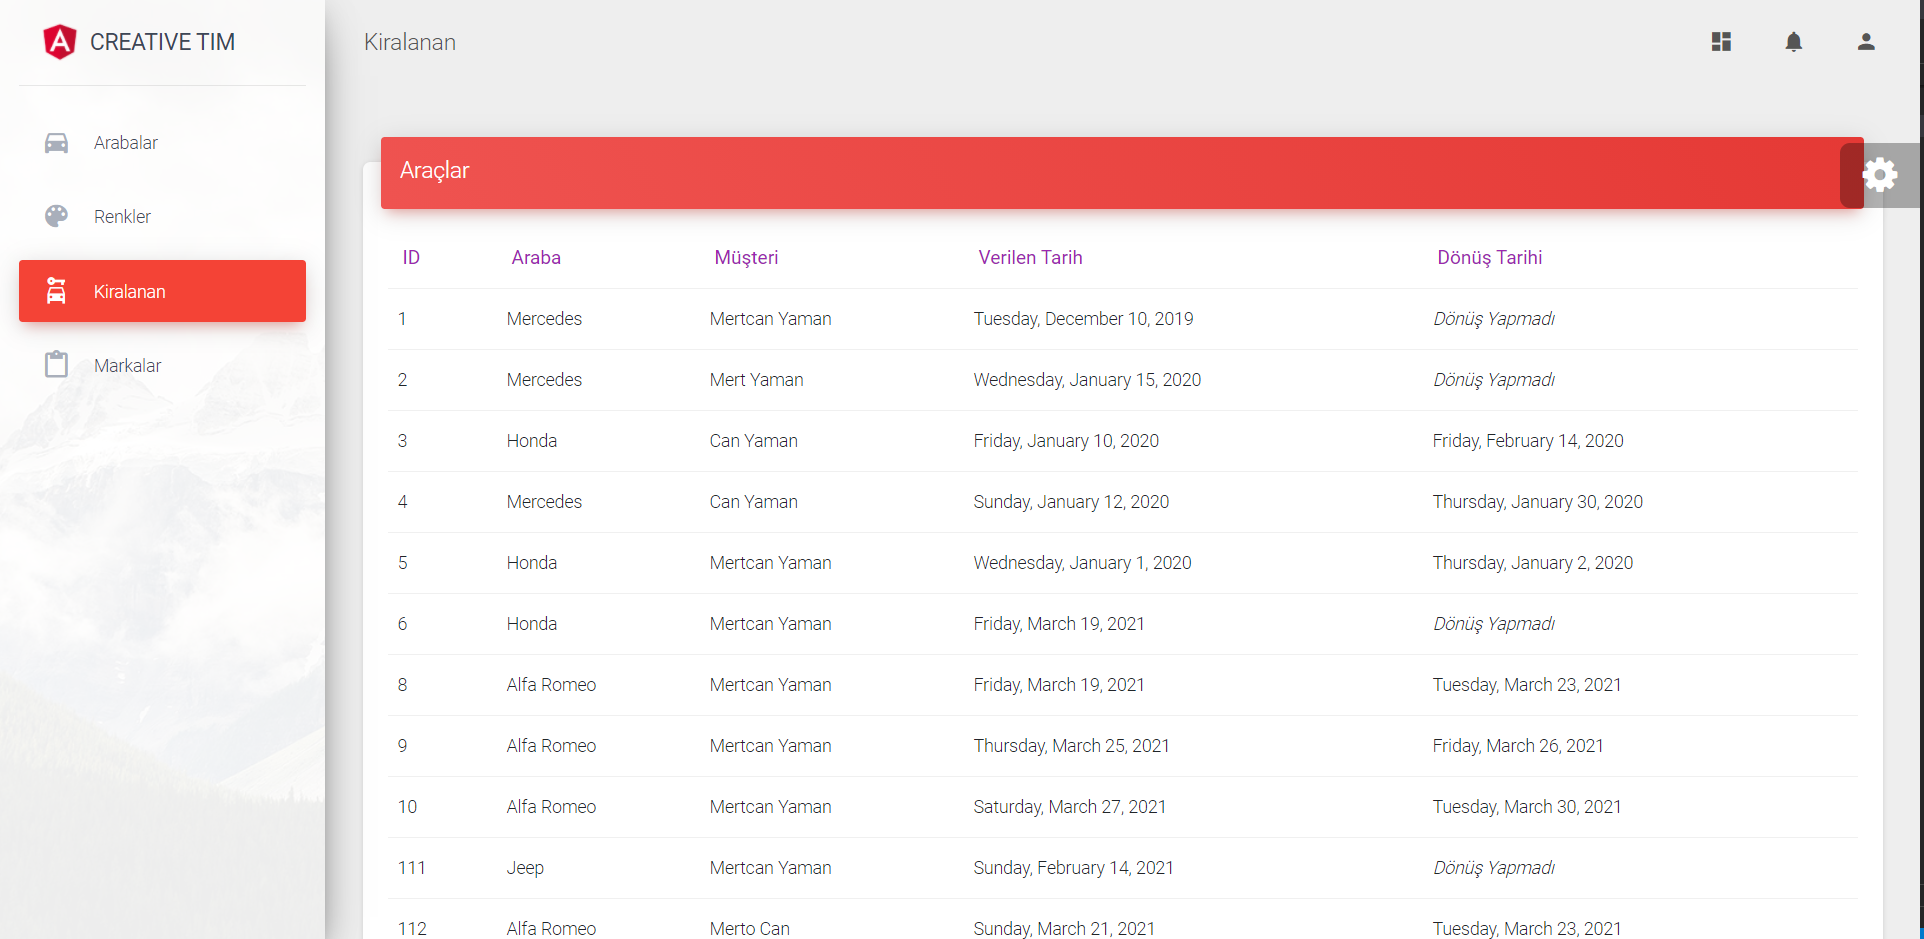 CREATIVE TIM
Arabalar
Renkler
Kiralanan
Markalar
Kiralanan
Araçlar
ID Araba Müşteri Verilen Tarih Dönüş Tarihi
1 Mercedes Mertcan Yaman Tuesday, December 10, 2019 Dönüş Yapmadı
2 Mercedes Mert Yaman Wednesday, January 15, 2020 Dönüş Yapmadı
3 Honda Can Yaman Friday, January 10, 2020 Friday, February 14, 2020
4 Mercedes Can Yaman Sunday, January 12, 2020 Thursday, January 30, 2020
5 Honda Mertcan Yaman Wednesday, January 1, 2020 Thursday, January 2, 2020
6 Honda Mertcan Yaman Friday, March 19, 2021 Dönüş Yapmadı
8 Alfa Romeo Mertcan Yaman Friday, March 19, 2021 Tuesday, March 23, 2021
9 Alfa Romeo Mertcan Yaman Thursday, March 25, 2021 Friday, March 26, 2021
10 Alfa Romeo Mertcan Yaman Saturday, March 27, 2021 Tuesday, March 30, 2021
111 Jeep Mertcan Yaman Sunday, February 14, 2021 Dönüş Yapmadı
112 Alfa Romeo Merto Can Sunday, March 21, 2021 Tuesday, March 23, 2021